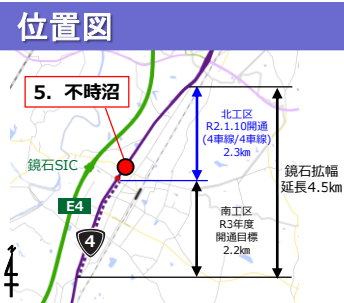 位置図
5. 不時沼
北工区
R2.1.10開通
(4車線/4車線)
2.3km
鏡石SIC
鏡石拡幅
延長4.5km
E4
南工区
R3年度
開通目標
2.2km
4